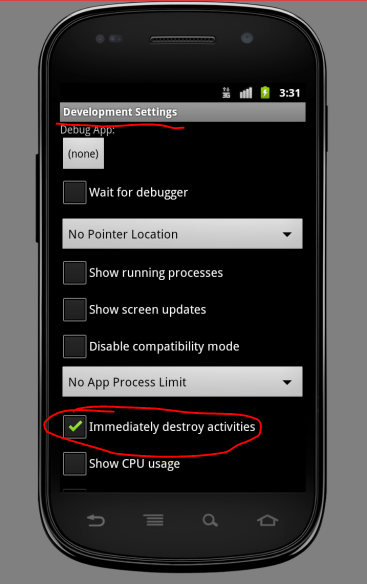 3G 3:31
Development Settings
Debug App:
(none)
Wait for debugger
No Pointer Location
Show running processes
Show screen updates
Disable compatibility mode
No App Process Limit
Immediately destroy activities
Show CPU usage